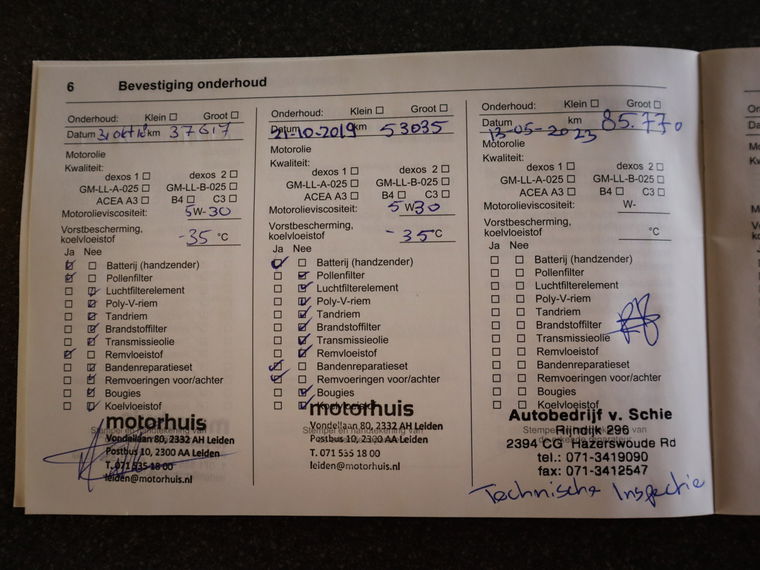 6 Bevestiging onderhoud
Onderhoud: Klein ☐ Groot ☐
Datum 31 okt 18 km 37617
Motorolie
Kwaliteit:
dexos 1 ☐ dexos 2 ☐
GM-LL-A-025 ☐ GM-LL-B-025 ☐
ACEA A3 ☐ B4 ☐ C3 ☐
Motorolieviscositeit: 5W-30
Vorstbescherming,
koelvloeistof -35 °C
Ja Nee
☑ ☐ Batterij (handzender)
☑ ☐ Pollenfilter
☐ ☑ Luchtfilterelement
☐ ☑ Poly-V-riem
☐ ☑ Tandriem
☐ ☑ Brandstoffilter
☐ ☑ Transmissieolie
☑ ☐ Remvloeistof
☐ ☑ Bandenreparatieset
☐ ☑ Remvoeringen voor/achter
☐ ☑ Bougies
☐ ☑ Koelvloeistof
motorhuis
Stempel en handtekening van
Vondellaan 80, 2332 AH Leiden
Postbus 10, 2300 AA Leiden
T. 071 535 18 00
leiden@motorhuis.nl
Onderhoud: Klein ☐ Groot ☐
Datum 21-10-2019 km 53035
Motorolie
Kwaliteit:
dexos 1 ☐ dexos 2 ☐
GM-LL-A-025 ☐ GM-LL-B-025 ☐
ACEA A3 ☐ B4 ☐ C3 ☐
Motorolieviscositeit: 5W30
Vorstbescherming,
koelvloeistof -35°C
Ja Nee
☑ ☐ Batterij (handzender)
☐ ☑ Pollenfilter
☐ ☑ Luchtfilterelement
☐ ☑ Poly-V-riem
☐ ☑ Tandriem
☐ ☑ Brandstoffilter
☐ ☑ Transmissieolie
☐ ☑ Remvloeistof
☑ ☐ Bandenreparatieset
☑ ☐ Remvoeringen voor/achter
☐ ☑ Bougies
☐ ☑ Koelvloeistof
motorhuis
Stempel en handtekening van
Vondellaan 80, 2332 AH Leiden
Postbus 10, 2300 AA Leiden
T. 071 535 18 00
leiden@motorhuis.nl
Onderhoud: Klein ☐ Groot ☐
Datum 13-05-2023 km 85.770
Motorolie
Kwaliteit:
dexos 1 ☐ dexos 2 ☐
GM-LL-A-025 ☐ GM-LL-B-025 ☐
ACEA A3 ☐ B4 ☐ C3 ☐
Motorolieviscositeit: W-
Vorstbescherming,
koelvloeistof °C
Ja Nee
☐ ☐ Batterij (handzender)
☐ ☐ Pollenfilter
☐ ☐ Luchtfilterelement
☐ ☐ Poly-V-riem
☐ ☐ Tandriem
☐ ☐ Brandstoffilter
☐ ☐ Transmissieolie
☐ ☐ Remvloeistof
☐ ☐ Bandenreparatieset
☐ ☐ Remvoeringen voor/achter
☐ ☐ Bougies
☐ ☐ Koelvloeistof
Autobedrijf v. Schie
Rijndijk 296
2394 CG Hazerswoude Rd
tel.: 071-3419090
fax: 071-3412547
Technische Inspectie